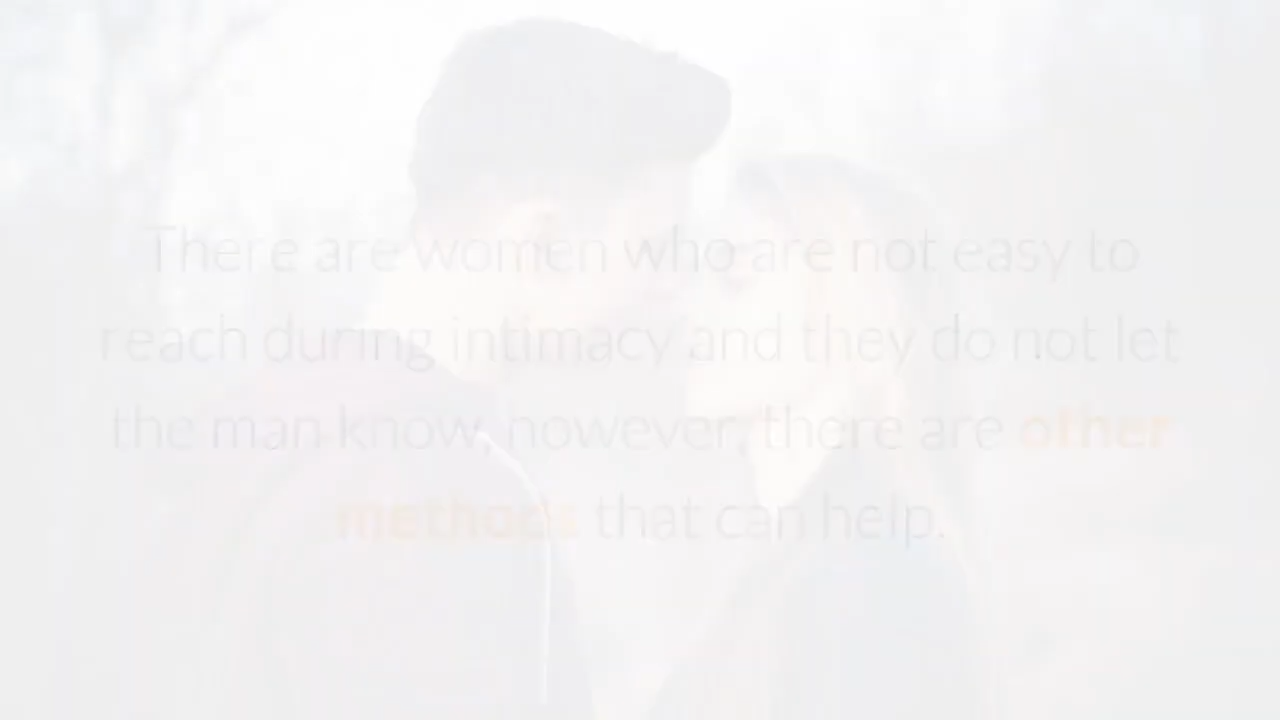 There are women who are not easy to
reach during intimacy and they do not let
the man know, however, there are other
methods that can help.